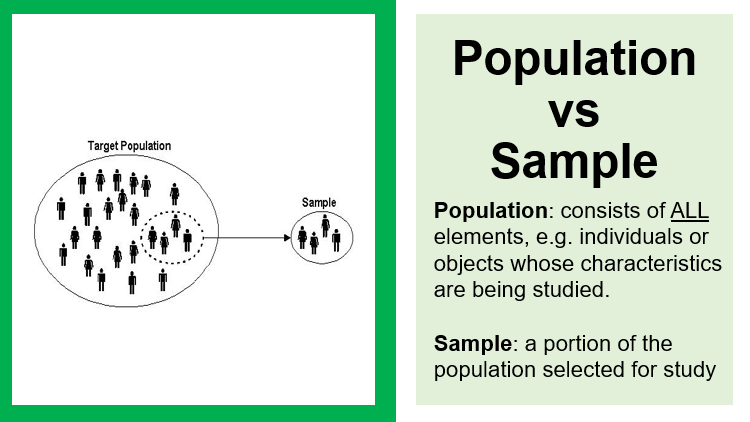 Target Population
Sample
Population
vs
Sample
Population: consists of ALL
elements, e.g. individuals or
objects whose characteristics
are being studied.
Sample: a portion of the
population selected for study